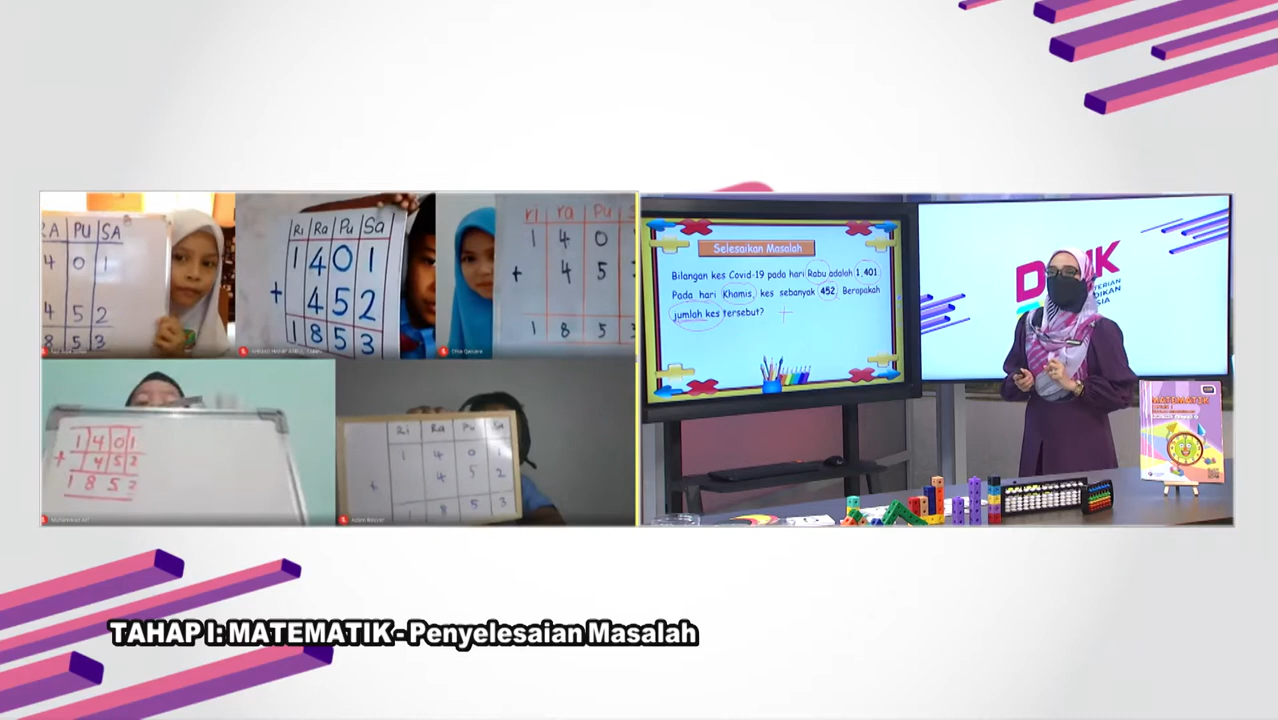 RA PU SA
4 0 1
4 5 2
8 5 3
Ri Ra Pu Sa
1 4 0 1
+ 4 5 2
1 8 5 3
ri ra Pu
1 4 0
+ 4 5
1 8 5
1 4 0 1
+ 4 5 2
1 8 5 2
Ri Ra Pu Sa
1 4 0 1
+ 4 5 2
1 8 5 3
Selesaikan Masalah
Bilangan kes Covid-19 pada hari Rabu adalah 1,401.
Pada hari Khamis, kes sebanyak 452. Berapakah
jumlah kes tersebut? +
MATEMATIK
TAHAP I: MATEMATIK - Penyelesaian Masalah